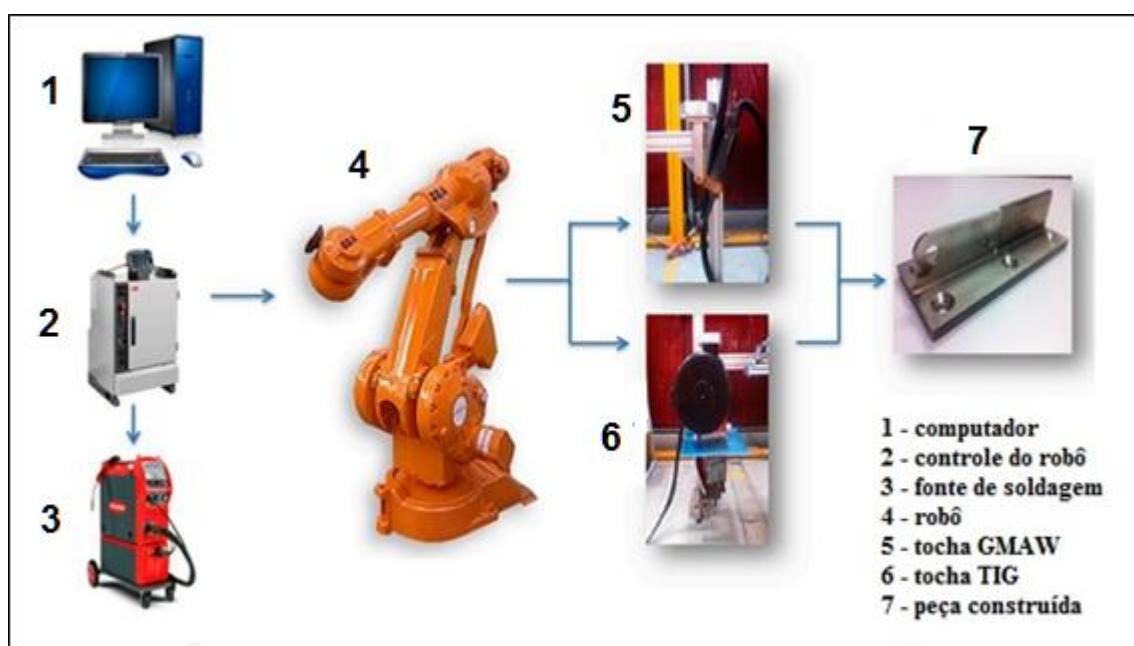 1
2
3
4
5
6
7
1 - computador
2 - controle do robô
3 - fonte de soldagem
4 - robô
5 - tocha GMAW
6 - tocha TIG
7 - peça construída